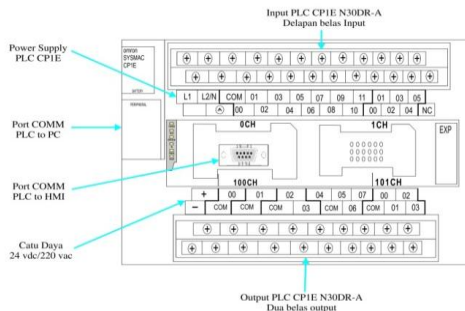 Input PLC CP1E N30DR-A
Delapan belas Input
Power Supply
PLC CP1E
omron
SYSMAC
CP1E
L1 L2/N COM 01 03 05 07 09 11 01 03 05
00 02 04 06 08 10 00 02 04 NC
PERIPHERAL
Port COMM
PLC to PC
0CH
1CH
EXP
Port COMM
PLC to HMI
100CH
101CH
+ 00 01 02 04 05 07 00 02
− COM COM COM 03 COM 06 COM 01 03
Catu Daya
24 vdc/220 vac
Output PLC CP1E N30DR-A
Dua belas output